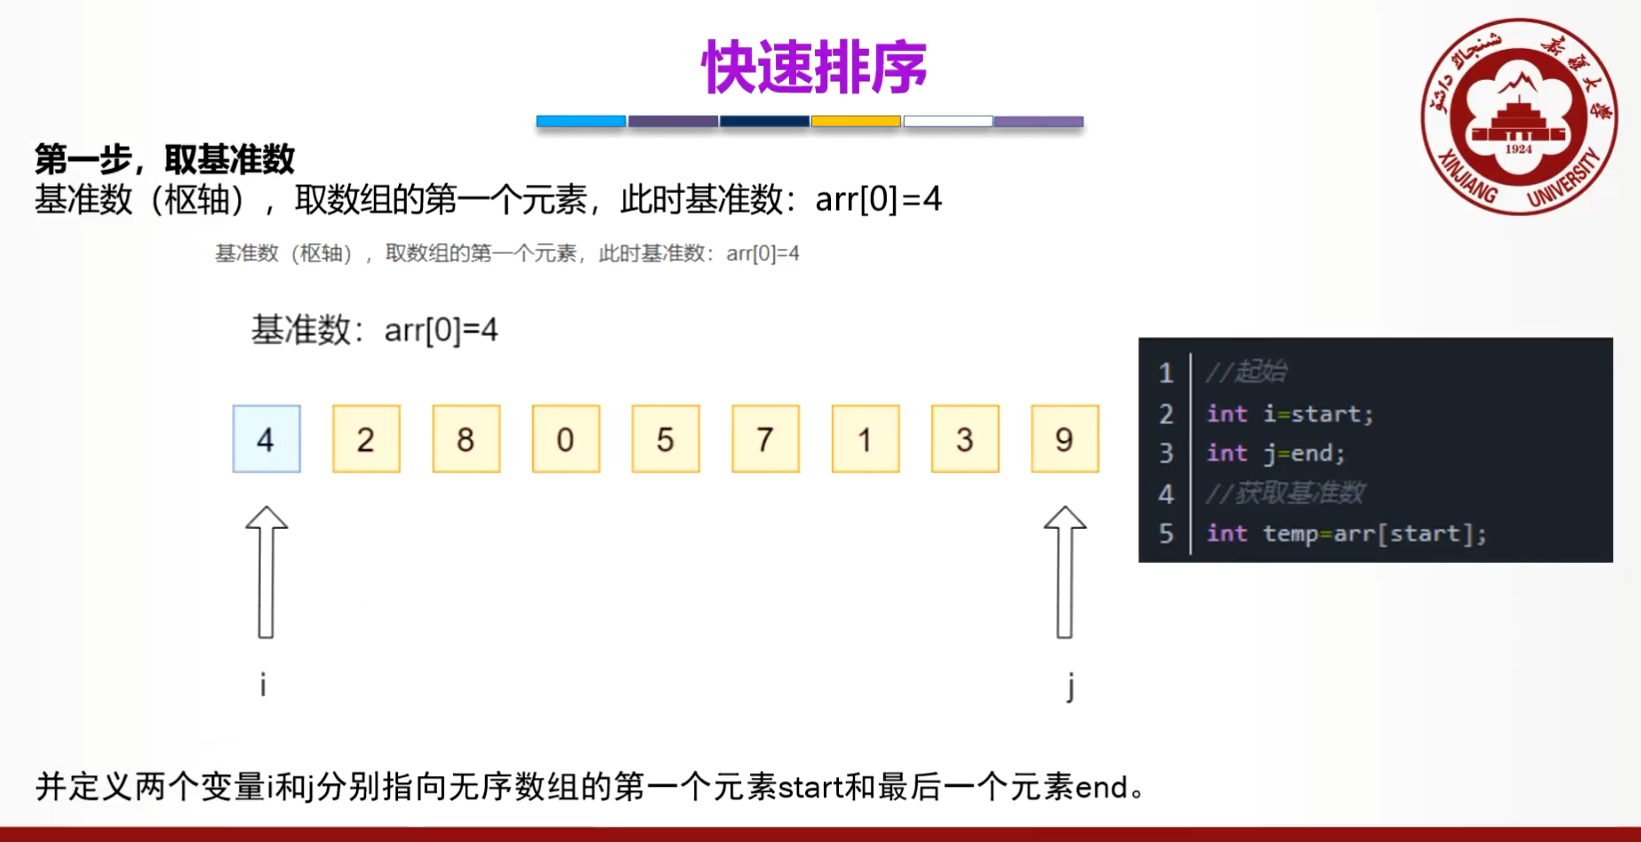 快速排序
شىنجاڭ داشۆ
新疆大学
1924
XINJIANG UNIVERSITY
第一步，取基准数
基准数（枢轴），取数组的第一个元素，此时基准数：arr[0]=4
基准数（枢轴），取数组的第一个元素，此时基准数：arr[0]=4
基准数：arr[0]=4
4 2 8 0 5 7 1 3 9
i j
1 //起始
2 int i=start;
3 int j=end;
4 //获取基准数
5 int temp=arr[start];
并定义两个变量i和j分别指向无序数组的第一个元素start和最后一个元素end。